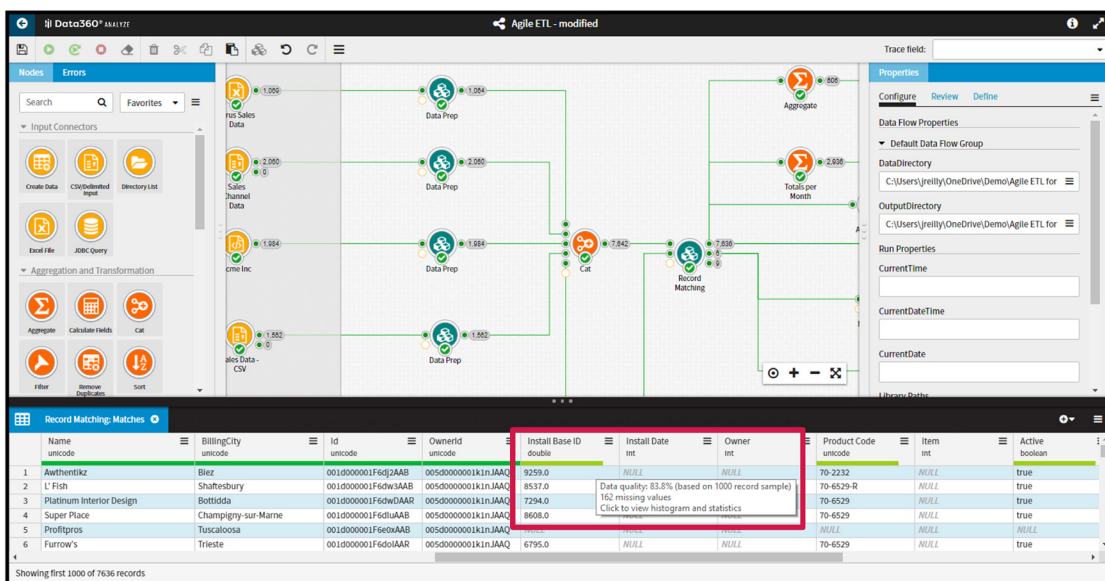 Data360® ANALYZE
Agile ETL - modified
Trace field:
Nodes Errors
Properties
Search
Favorites
Configure Review Define
Input Connectors
Data Flow Properties
Default Data Flow Group
Create Data
CSV/Delimited Input
Directory List
DataDirectory
C:\Users\jreilly\OneDrive\Demo\Agile ETL for
OutputDirectory
C:\Users\jreilly\OneDrive\Demo\Agile ETL for
Excel File
JDBC Query
Run Properties
CurrentTime
CurrentDateTime
CurrentDate
Library Paths
Aggregation and Transformation
Aggregate
Calculate Fields
Cat
Filter
Remove Duplicates
Sort
rus Sales
Data
1,084
Data Prep
606
Aggregate
2,060
0
Sales
Channel
Data
2,060
Data Prep
2,936
Totals per
Month
1,984
cme Inc
1,984
Data Prep
7,642
Cat
7,636
6
9
Record
Matching
0
ales Data -
CSV
Data Prep
Record Matching: Matches
Name BillingCity Id OwnerId Install Base ID Install Date Owner Product Code Item Active
unicode unicode unicode unicode double int int unicode int boolean
1 Awthentikz Biez 001d000001F6dj2AAB 005d0000001k1nJAAQ 9259.0 NULL NULL 70-2232 NULL true
2 L' Fish Shaftesbury 001d000001F6dw3AAB 005d0000001k1nJAAQ 8537.0 70-6529-R NULL true
3 Platinum Interior Design Bottidda 001d000001F6dwDAAR 005d0000001k1nJAAQ 7294.0 70-6529 NULL true
4 Super Place Champigny-sur-Marne 001d000001F6dluAAB 005d0000001k1nJAAQ 8608.0 70-6529 NULL true
5 Profitpros Tuscaloosa 001d000001F6e0xAAB 005d0000001k1nJAAQ NULL NULL NULL NULL NULL NULL
6 Furrow's Trieste 001d000001F6dolAAR 005d0000001k1nJAAQ 6795.0 NULL NULL 70-6529 NULL true
Data quality: 83.8% (based on 1000 record sample)
162 missing values
Click to view histogram and statistics
Showing first 1000 of 7636 records